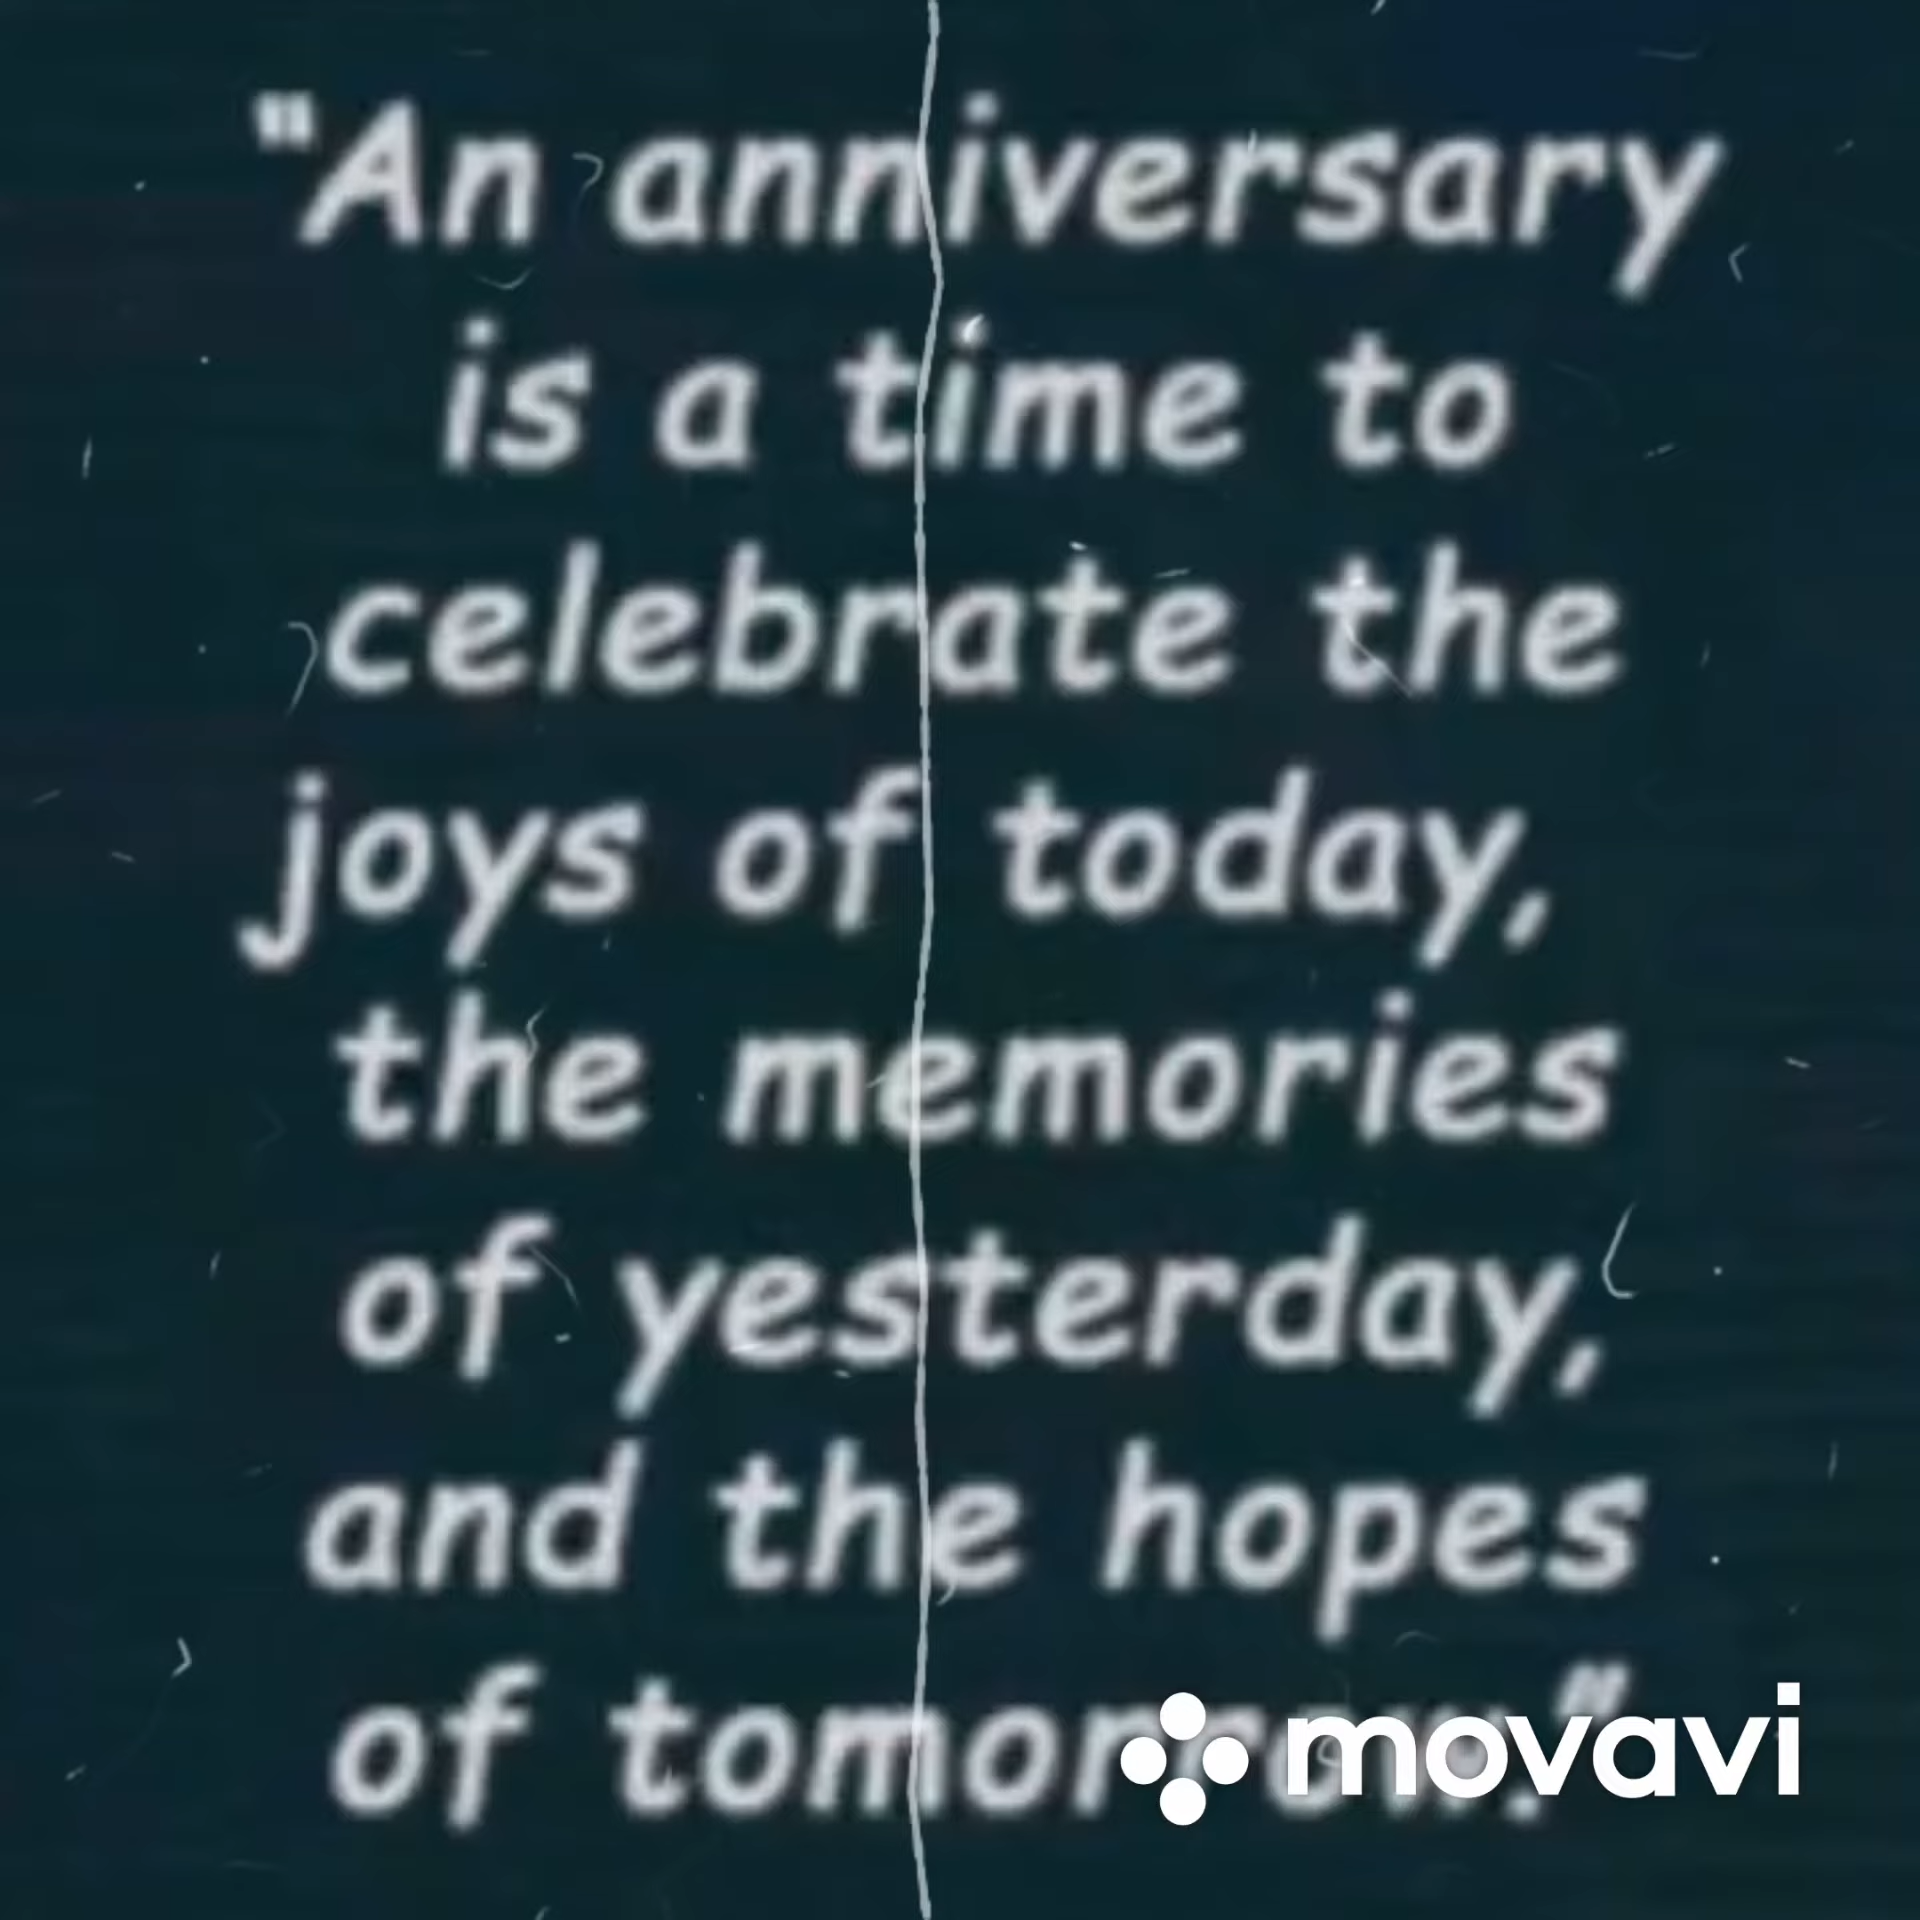 "An anniversary
is a time to
celebrate the
joys of today,
the memories
of yesterday,
and the hopes
of tomorrow."
movavi